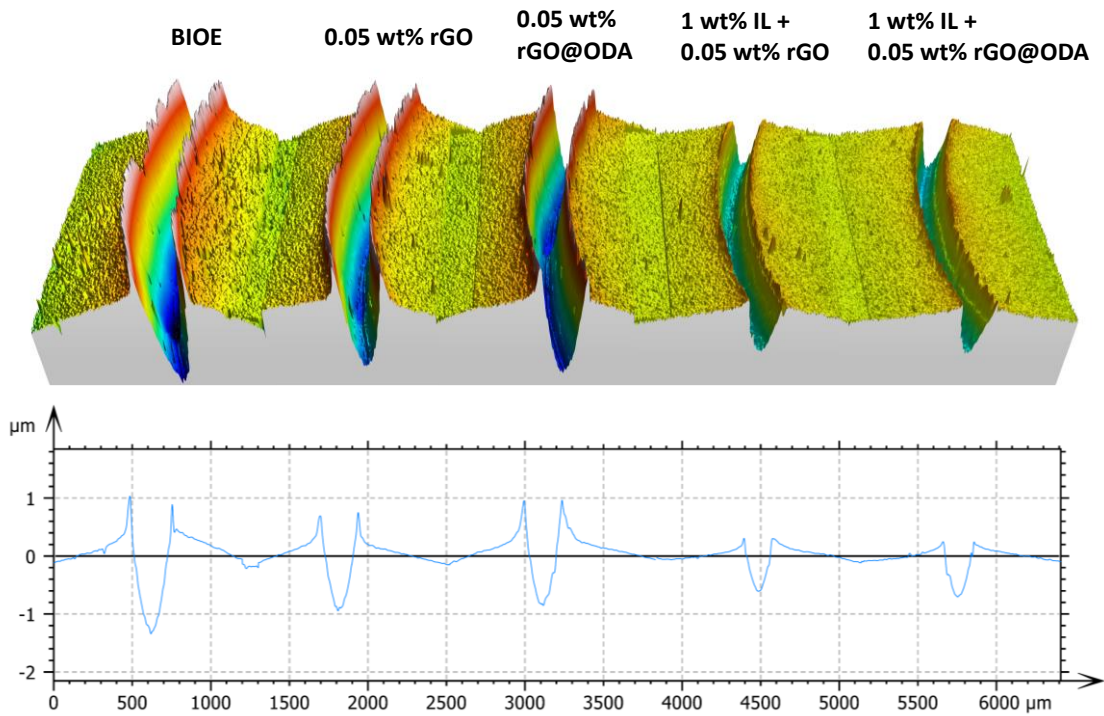 BIOE
0.05 wt% rGO
0.05 wt%
rGO@ODA
1 wt% IL +
0.05 wt% rGO
1 wt% IL +
0.05 wt% rGO@ODA
µm
1
0
-1
-2
0 500 1000 1500 2000 2500 3000 3500 4000 4500 5000 5500 6000 µm